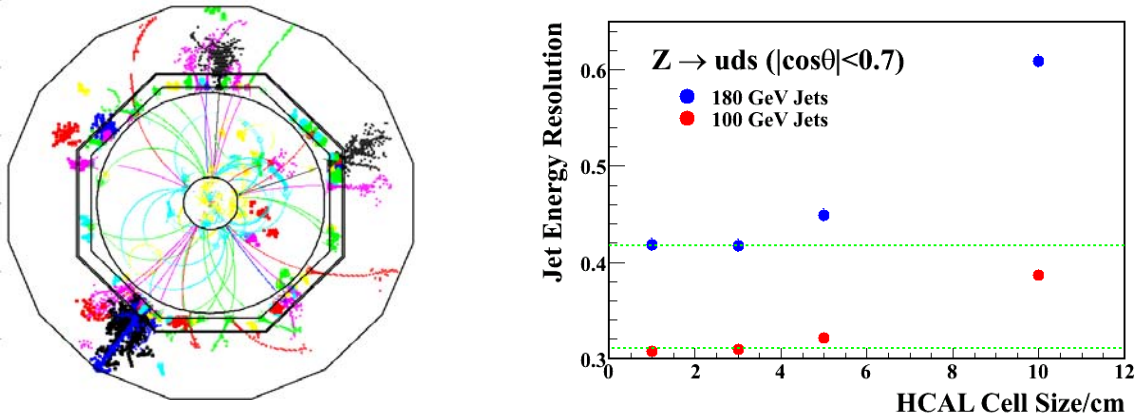 Jet Energy Resolution
0.6
0.5
0.4
0.3
Z → uds (|cosθ|<0.7)
180 GeV Jets
100 GeV Jets
0 2 4 6 8 10 12
HCAL Cell Size/cm